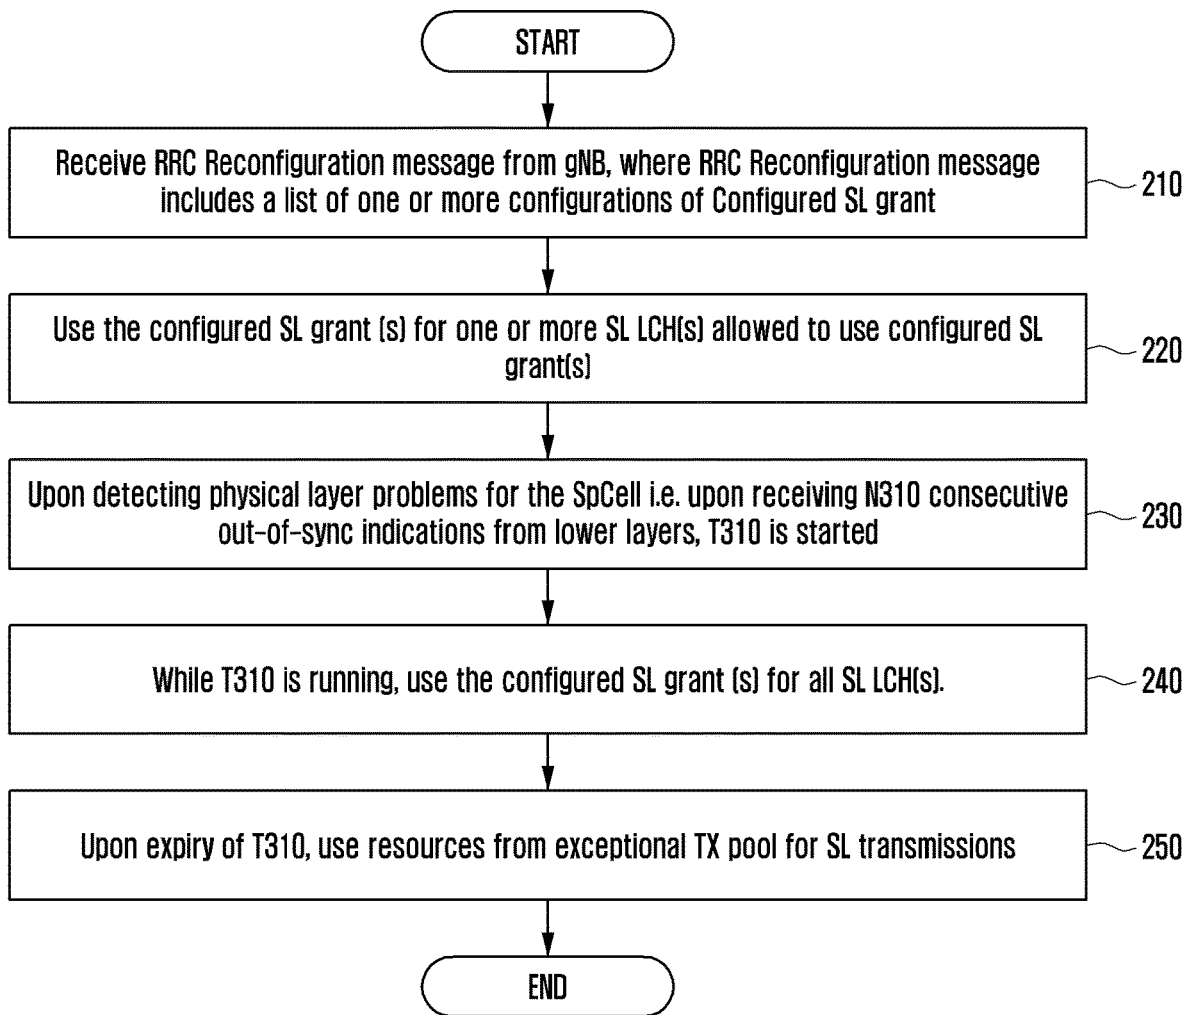 START
Receive RRC Reconfiguration message from gNB, where RRC Reconfiguration message
includes a list of one or more configurations of Configured SL grant
210
Use the configured SL grant (s) for one or more SL LCH(s) allowed to use configured SL
grant(s)
220
Upon detecting physical layer problems for the SpCell i.e. upon receiving N310 consecutive
out-of-sync indications from lower layers, T310 is started
230
While T310 is running, use the configured SL grant (s) for all SL LCH(s).
240
Upon expiry of T310, use resources from exceptional TX pool for SL transmissions
250
END